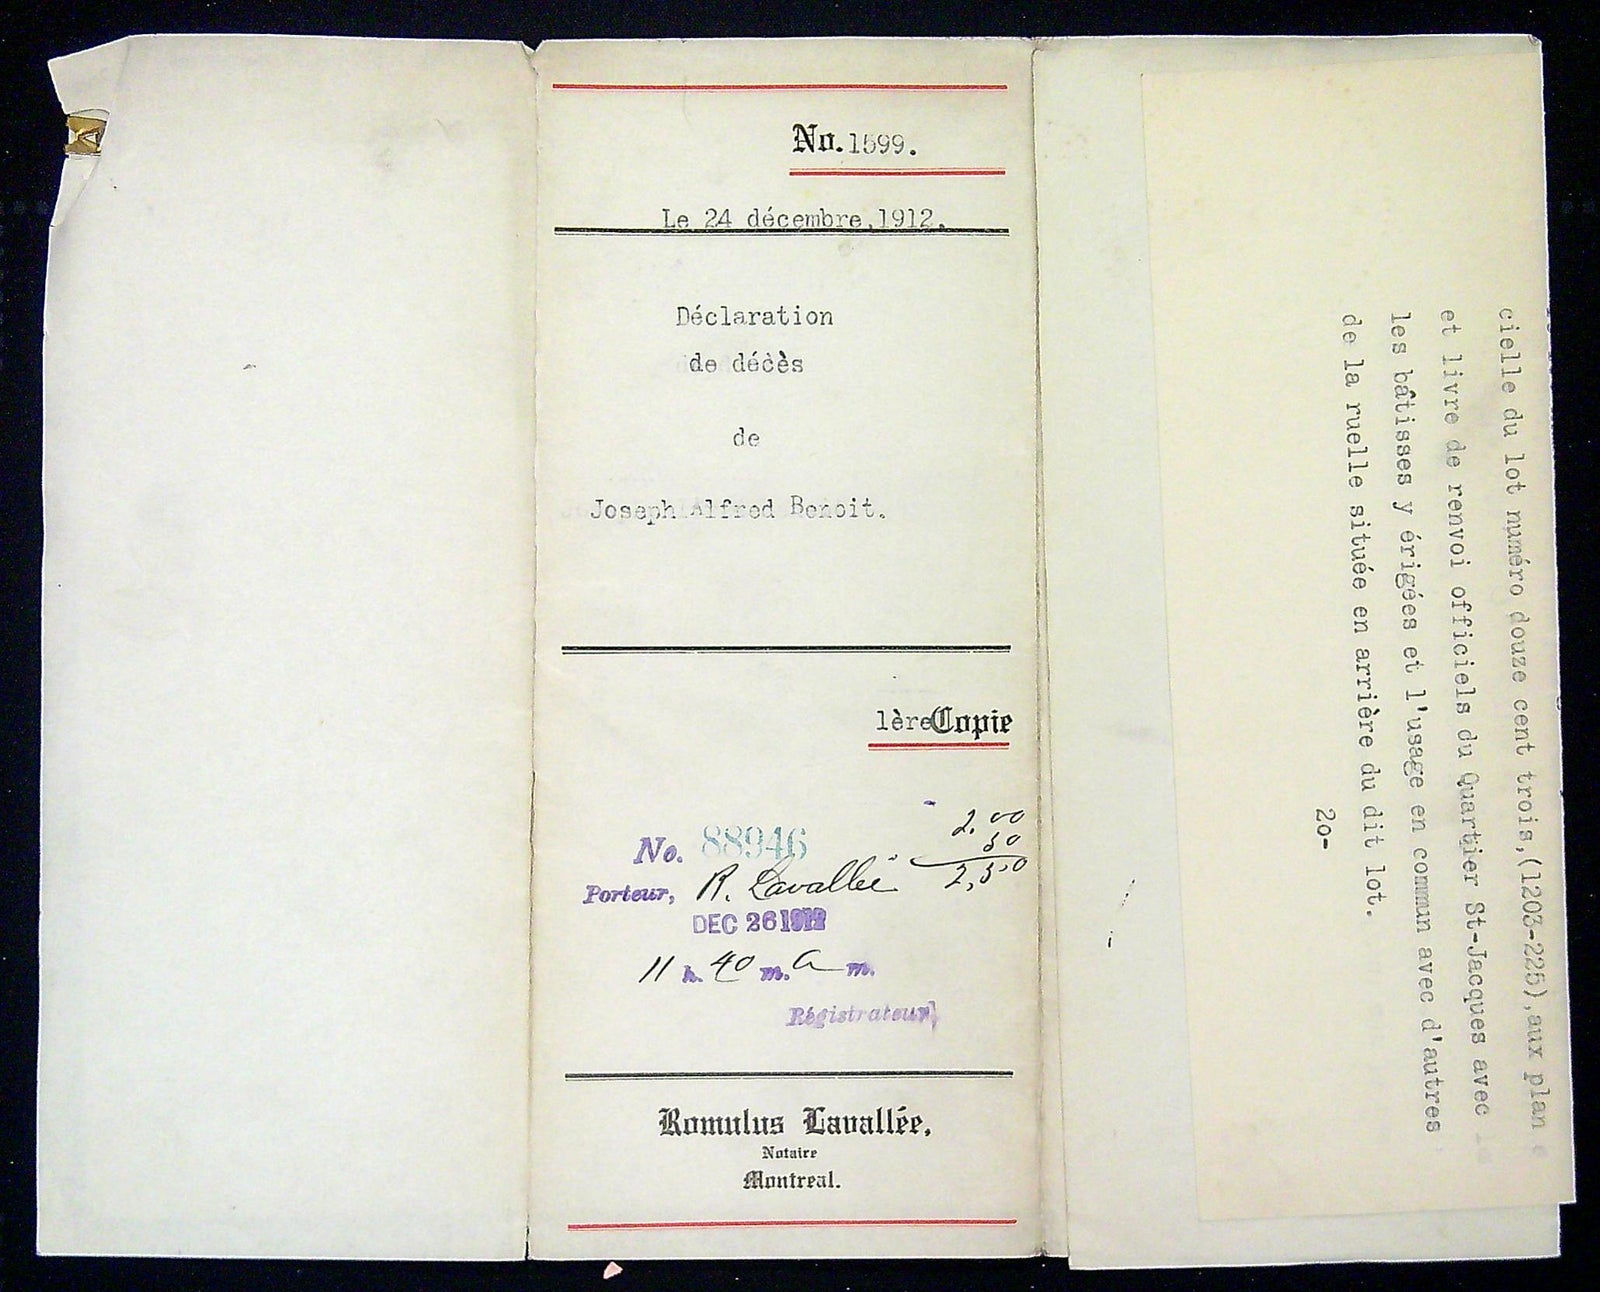 No. 1599.
Le 24 décembre,1912.
Déclaration
de décès
de
Joseph Alfred Benoit.
1ère Copie
2.00
50
2,50
No. 88946
Porteur, R. Lavallée
DEC 26 1912
11 h. 40 m. a m.
Régistrateur
Romulus Lavallée,
Notaire
Montreal.
cielle du lot numéro douze cent trois,(1203-225),aux plan
et livre de renvoi officiels du Quartier St-Jacques avec
les bâtisses y érigées et l'usage en commun avec d'autres
de la ruelle située en arrière du dit lot.
20-